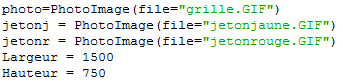 photo=PhotoImage(file="grille.GIF")
jetonj = PhotoImage(file="jetonjaune.GIF")
jetonr = PhotoImage(file="jetonrouge.GIF")
Largeur = 1500
Hauteur = 750